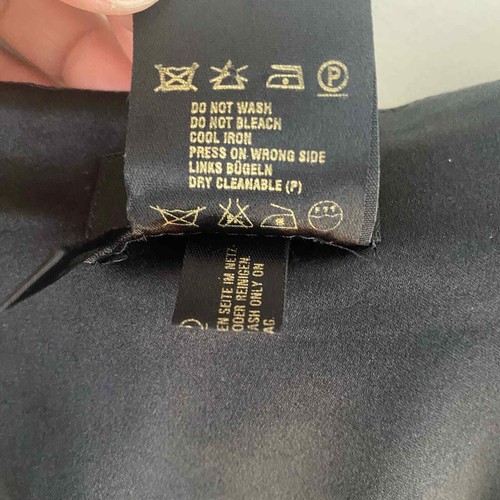 P
DO NOT WASH
DO NOT BLEACH
COOL IRON
PRESS ON WRONG SIDE
LINKS BÜGELN
DRY CLEANABLE (P)
EN SEITE IM NETZ-
ODER REINIGEN.
ASH ONLY ON
AG.